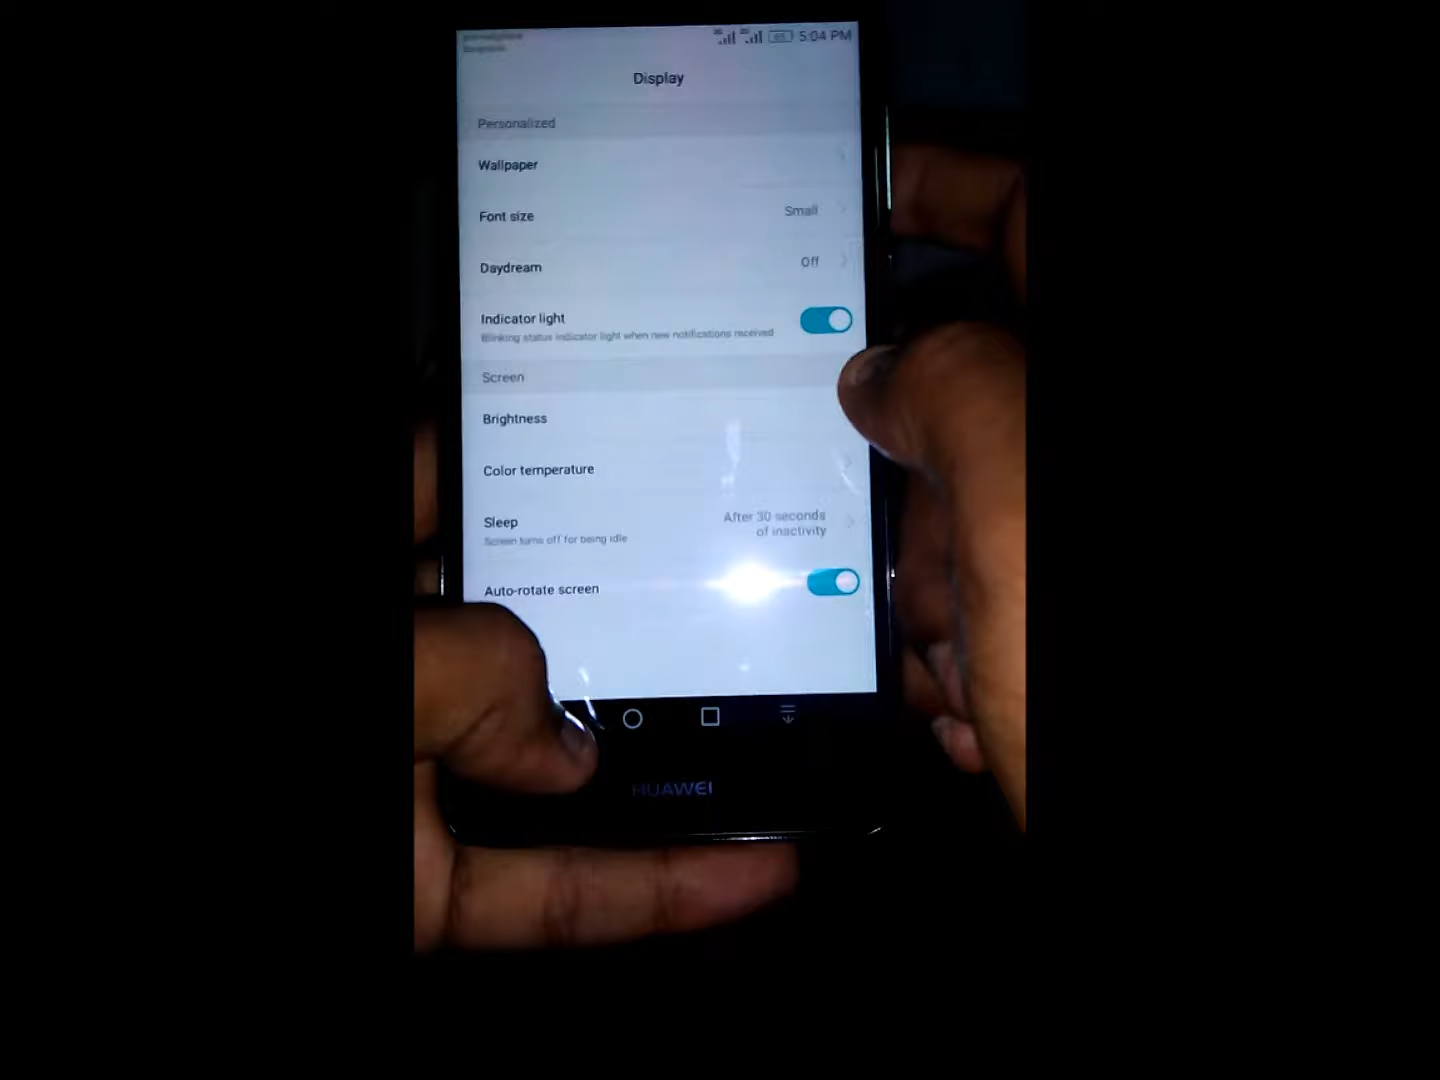 5:04 PM
Display
Personalized
Wallpaper
Font size Small
Daydream Off
Indicator light
Blinking status indicator light when new notifications received
Screen
Brightness
Color temperature
Sleep After 30 seconds
of inactivity
Screen turns off for being idle
Auto-rotate screen
HUAWEI